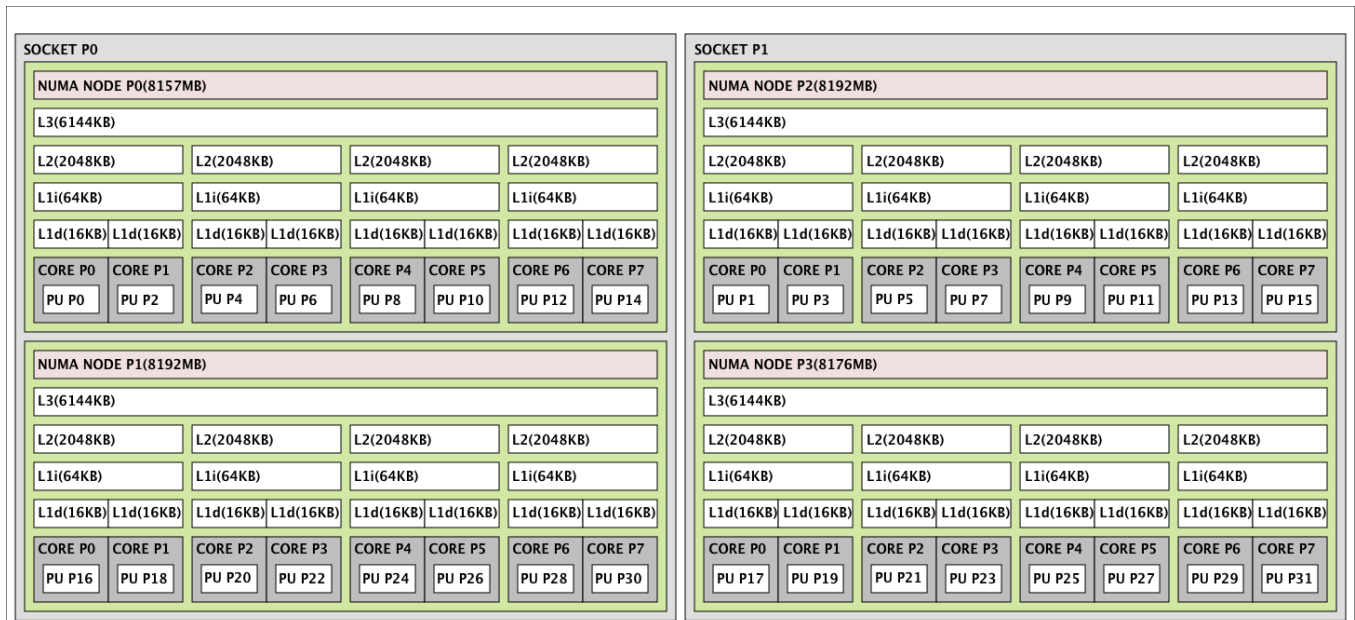 SOCKET P0
NUMA NODE P0(8157MB)
L3(6144KB)
L2(2048KB) L2(2048KB) L2(2048KB) L2(2048KB)
L1i(64KB) L1i(64KB) L1i(64KB) L1i(64KB)
L1d(16KB) L1d(16KB) L1d(16KB) L1d(16KB) L1d(16KB) L1d(16KB) L1d(16KB) L1d(16KB)
CORE P0 CORE P1 CORE P2 CORE P3 CORE P4 CORE P5 CORE P6 CORE P7
PU P0 PU P2 PU P4 PU P6 PU P8 PU P10 PU P12 PU P14
NUMA NODE P1(8192MB)
L3(6144KB)
L2(2048KB) L2(2048KB) L2(2048KB) L2(2048KB)
L1i(64KB) L1i(64KB) L1i(64KB) L1i(64KB)
L1d(16KB) L1d(16KB) L1d(16KB) L1d(16KB) L1d(16KB) L1d(16KB) L1d(16KB) L1d(16KB)
CORE P0 CORE P1 CORE P2 CORE P3 CORE P4 CORE P5 CORE P6 CORE P7
PU P16 PU P18 PU P20 PU P22 PU P24 PU P26 PU P28 PU P30
SOCKET P1
NUMA NODE P2(8192MB)
L3(6144KB)
L2(2048KB) L2(2048KB) L2(2048KB) L2(2048KB)
L1i(64KB) L1i(64KB) L1i(64KB) L1i(64KB)
L1d(16KB) L1d(16KB) L1d(16KB) L1d(16KB) L1d(16KB) L1d(16KB) L1d(16KB) L1d(16KB)
CORE P0 CORE P1 CORE P2 CORE P3 CORE P4 CORE P5 CORE P6 CORE P7
PU P1 PU P3 PU P5 PU P7 PU P9 PU P11 PU P13 PU P15
NUMA NODE P3(8176MB)
L3(6144KB)
L2(2048KB) L2(2048KB) L2(2048KB) L2(2048KB)
L1i(64KB) L1i(64KB) L1i(64KB) L1i(64KB)
L1d(16KB) L1d(16KB) L1d(16KB) L1d(16KB) L1d(16KB) L1d(16KB) L1d(16KB) L1d(16KB)
CORE P0 CORE P1 CORE P2 CORE P3 CORE P4 CORE P5 CORE P6 CORE P7
PU P17 PU P19 PU P21 PU P23 PU P25 PU P27 PU P29 PU P31